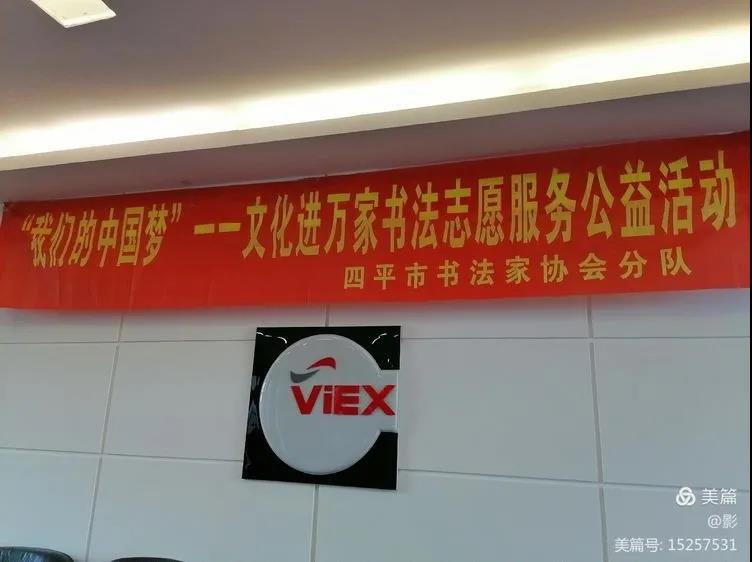 “我们的中国梦”——文化进万家书法志愿服务公益活动
四平市书法家协会分队
ViEX
美篇
@影
美篇号: 15257531